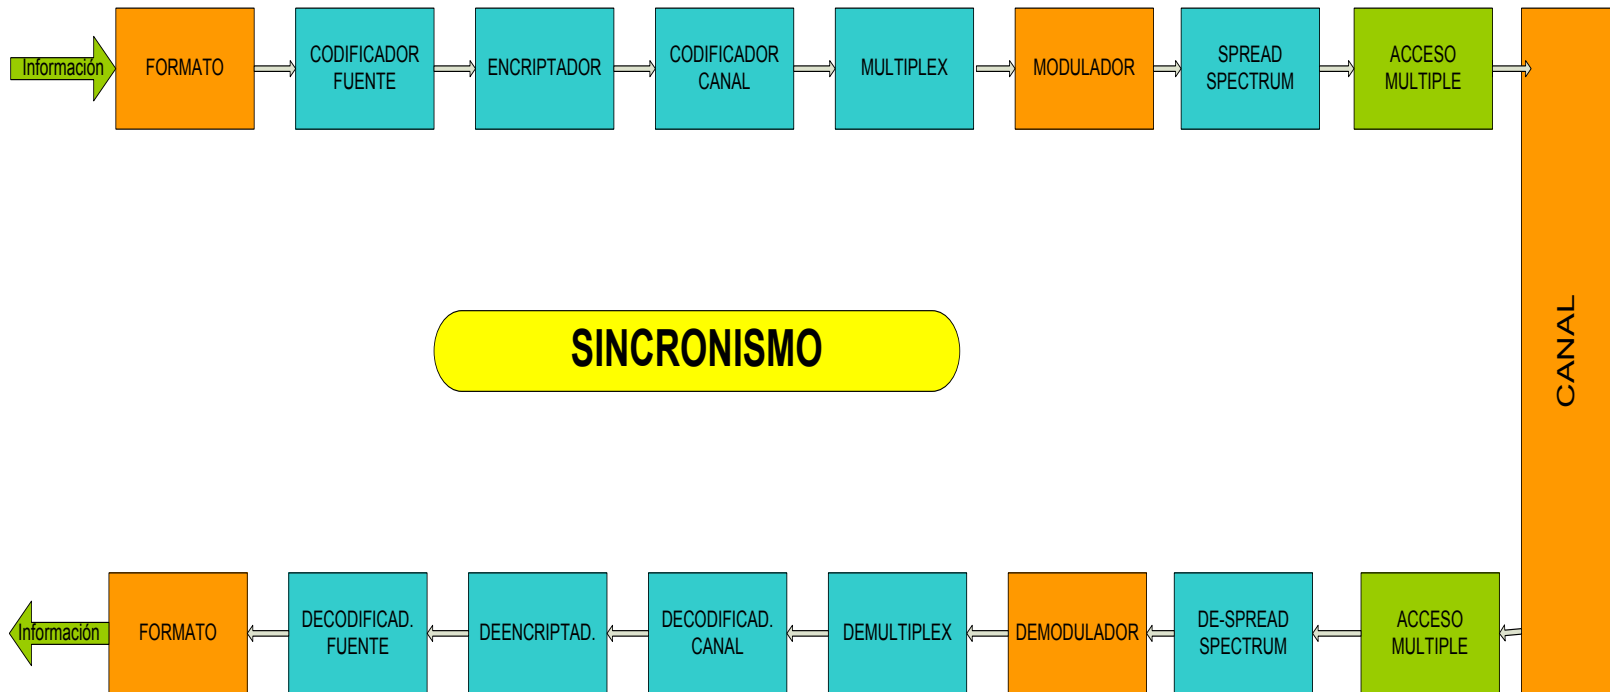 Información
FORMATO
CODIFICADOR
FUENTE
ENCRIPTADOR
CODIFICADOR
CANAL
MULTIPLEX
MODULADOR
SPREAD
SPECTRUM
ACCESO
MULTIPLE
CANAL
SINCRONISMO
Información
FORMATO
DECODIFICAD.
FUENTE
DEENCRIPTAD.
DECODIFICAD.
CANAL
DEMULTIPLEX
DEMODULADOR
DE-SPREAD
SPECTRUM
ACCESO
MULTIPLE